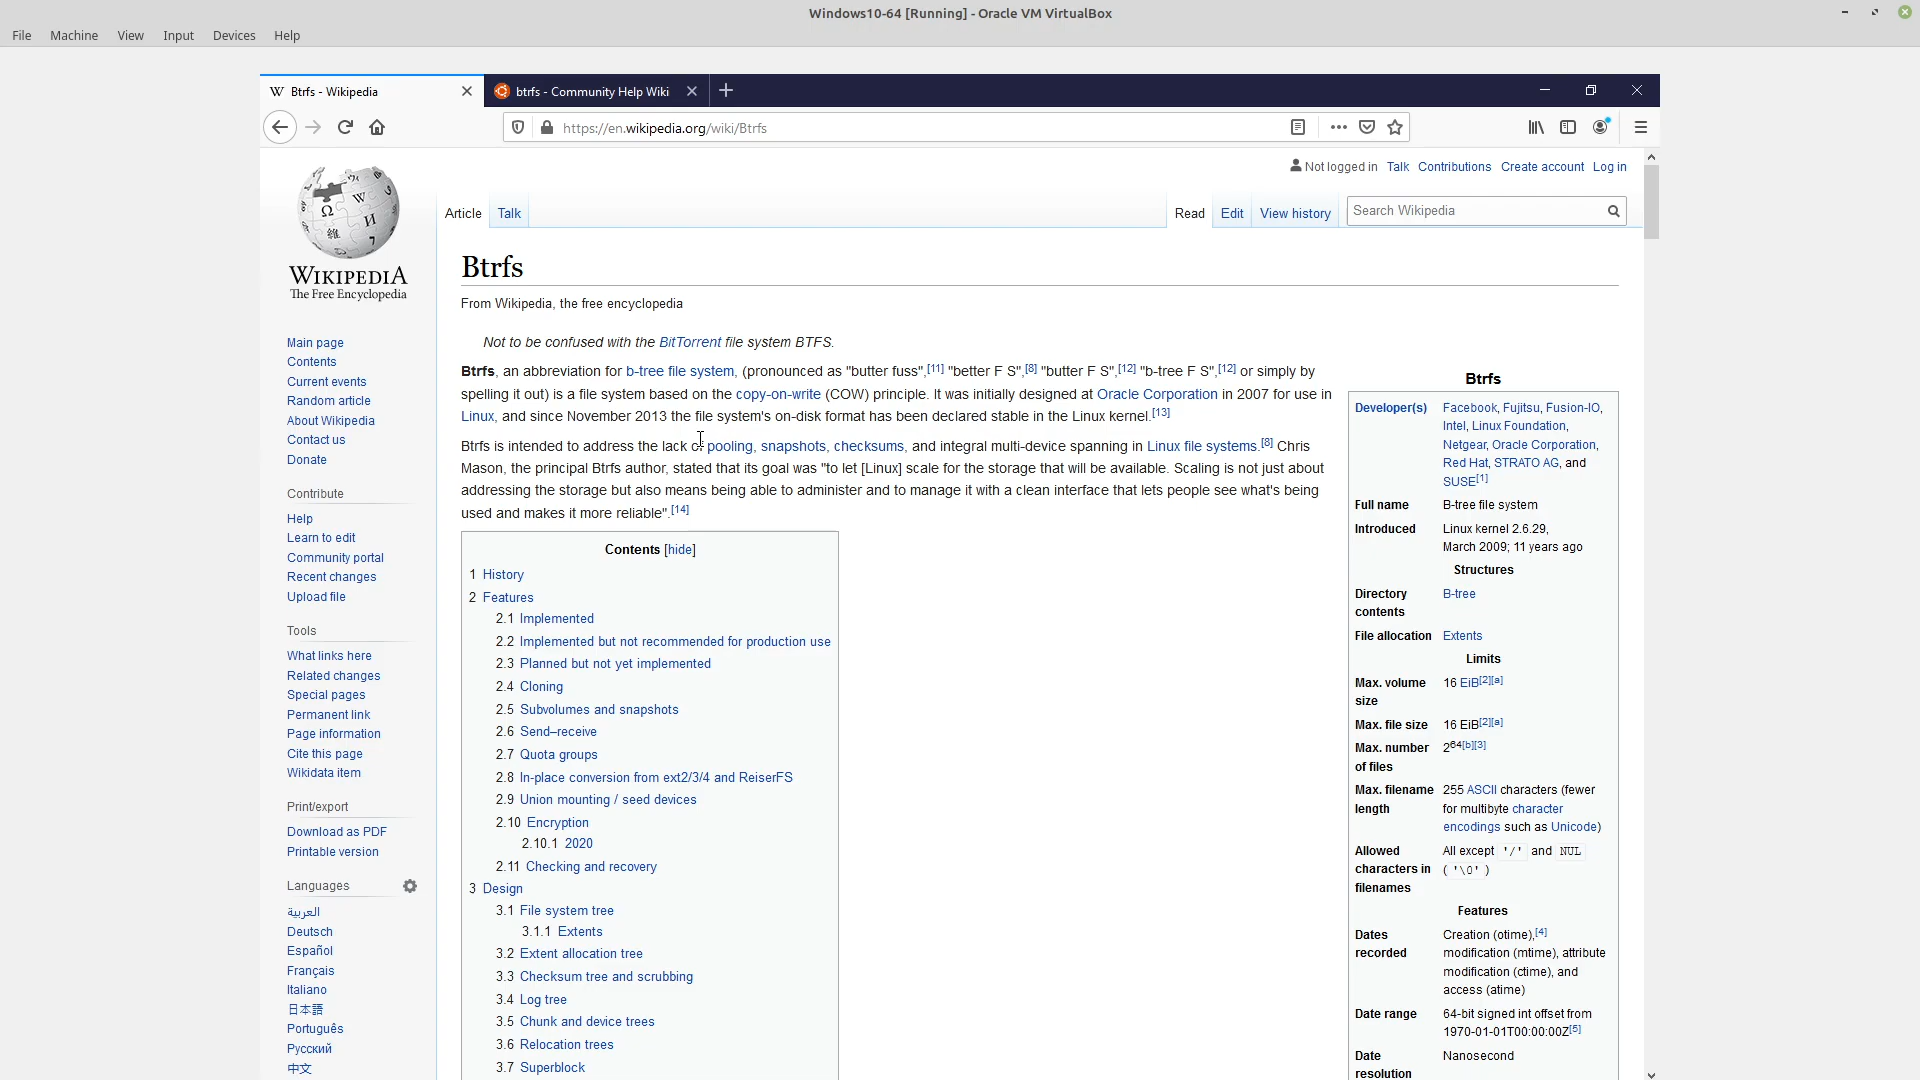 Windows10-64 [Running] - Oracle VM VirtualBox
File Machine View Input Devices Help
Btrfs - Wikipedia
btrfs - Community Help Wiki
https://en.wikipedia.org/wiki/Btrfs
Not logged in Talk Contributions Create account Log in
Article Talk
Read Edit View history
Search Wikipedia
WIKIPEDIA
The Free Encyclopedia
Main page
Contents
Current events
Random article
About Wikipedia
Contact us
Donate
Contribute
Help
Learn to edit
Community portal
Recent changes
Upload file
Tools
What links here
Related changes
Special pages
Permanent link
Page information
Cite this page
Wikidata item
Print/export
Download as PDF
Printable version
Languages
العربية
Deutsch
Español
Français
Italiano
日本語
Português
Русский
中文
Btrfs
From Wikipedia, the free encyclopedia
Not to be confused with the BitTorrent file system BTFS.
Btrfs, an abbreviation for b-tree file system, (pronounced as "butter fuss",[11] "better F S",[8] "butter F S",[12] "b-tree F S",[12] or simply by
spelling it out) is a file system based on the copy-on-write (COW) principle. It was initially designed at Oracle Corporation in 2007 for use in
Linux, and since November 2013 the file system's on-disk format has been declared stable in the Linux kernel.[13]
Btrfs is intended to address the lack of pooling, snapshots, checksums, and integral multi-device spanning in Linux file systems.[8] Chris
Mason, the principal Btrfs author, stated that its goal was "to let [Linux] scale for the storage that will be available. Scaling is not just about
addressing the storage but also means being able to administer and to manage it with a clean interface that lets people see what's being
used and makes it more reliable".[14]
Contents [hide]
1 History
2 Features
2.1 Implemented
2.2 Implemented but not recommended for production use
2.3 Planned but not yet implemented
2.4 Cloning
2.5 Subvolumes and snapshots
2.6 Send–receive
2.7 Quota groups
2.8 In-place conversion from ext2/3/4 and ReiserFS
2.9 Union mounting / seed devices
2.10 Encryption
2.10.1 2020
2.11 Checking and recovery
3 Design
3.1 File system tree
3.1.1 Extents
3.2 Extent allocation tree
3.3 Checksum tree and scrubbing
3.4 Log tree
3.5 Chunk and device trees
3.6 Relocation trees
3.7 Superblock
Btrfs
Developer(s) Facebook, Fujitsu, Fusion-IO,
Intel, Linux Foundation,
Netgear, Oracle Corporation,
Red Hat, STRATO AG, and
SUSE[1]
Full name B-tree file system
Introduced Linux kernel 2.6.29,
March 2009; 11 years ago
Structures
Directory B-tree
contents
File allocation Extents
Limits
Max. volume 16 EiB[2][a]
size
Max. file size 16 EiB[2][a]
Max. number 2^64[b][3]
of files
Max. filename 255 ASCII characters (fewer
length for multibyte character
encodings such as Unicode)
Allowed All except '/' and NUL
characters in ('\0')
filenames
Features
Dates Creation (otime),[4]
recorded modification (mtime), attribute
modification (ctime), and
access (atime)
Date range 64-bit signed int offset from
1970-01-01T00:00:00Z[5]
Date Nanosecond
resolution